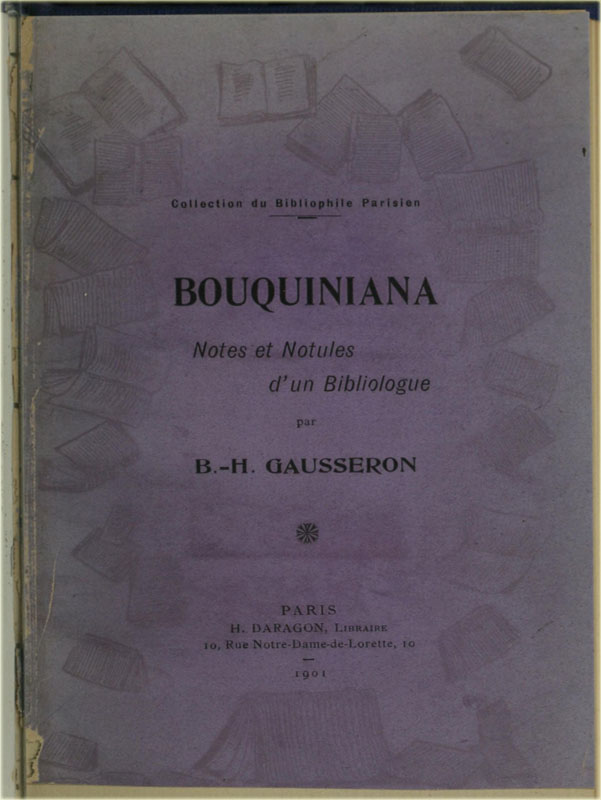 Collection du Bibliophile Parisien
BOUQUINIANA
Notes et Notules
d'un Bibliologue
par
B.-H. GAUSSERON
PARIS
H. DARAGON, LIBRAIRE
10, Rue Notre-Dame-de-Lorette, 10
1901